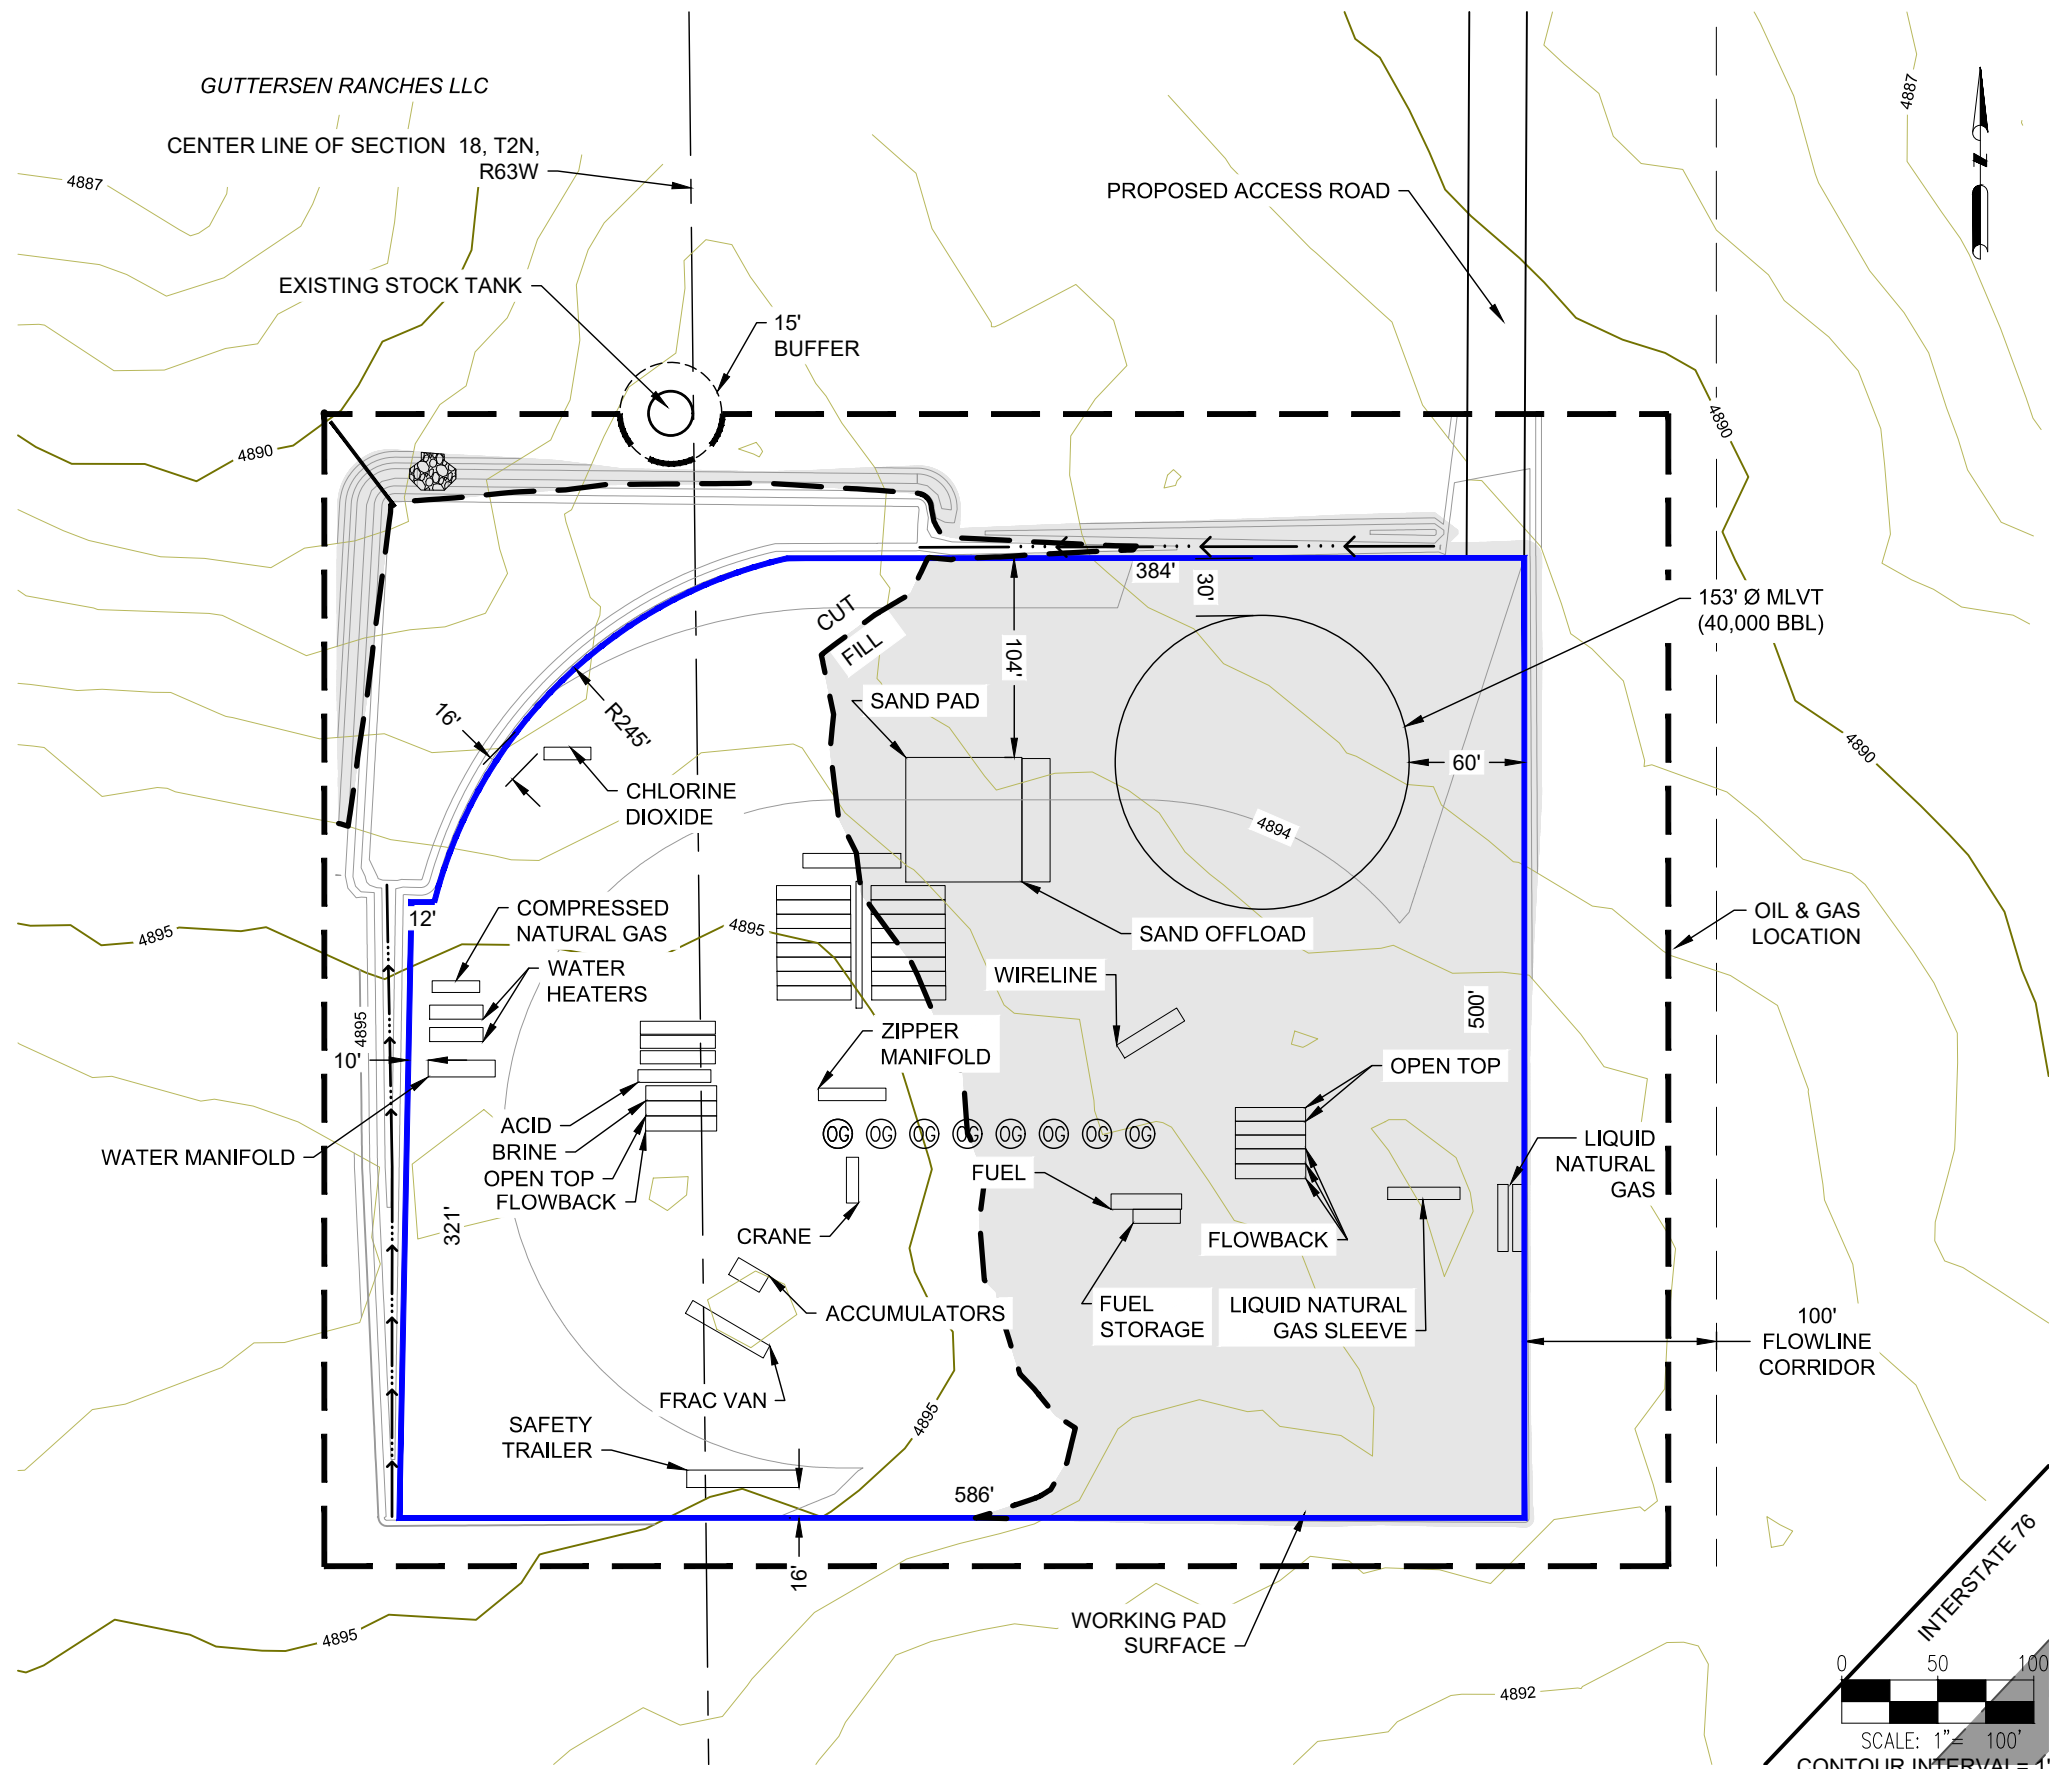 GUTTERSEN RANCHES LLC
CENTER LINE OF SECTION 18, T2N,
R63W
4887
4887
PROPOSED ACCESS ROAD
EXISTING STOCK TANK
15'
BUFFER
4890
4890
4890
384'
30'
153' Ø MLVT
(40,000 BBL)
CUT
FILL
104'
SAND PAD
16'
R245'
60'
CHLORINE
DIOXIDE
4894
12'
COMPRESSED
NATURAL GAS
4895
4895
SAND OFFLOAD
OIL & GAS
LOCATION
WATER
HEATERS
WIRELINE
500'
4895
10'
ZIPPER
MANIFOLD
OPEN TOP
ACID
BRINE
OPEN TOP
FLOWBACK
OG OG OG OG OG OG OG OG
WATER MANIFOLD
LIQUID
NATURAL
GAS
FUEL
321'
CRANE
FLOWBACK
ACCUMULATORS
FUEL
STORAGE
LIQUID NATURAL
GAS SLEEVE
100'
FLOWLINE
CORRIDOR
FRAC VAN
SAFETY
TRAILER
4895
586'
16'
WORKING PAD
SURFACE
4895
4892
INTERSTATE 76
0 50 100
SCALE: 1" = 100'
CONTOUR INTERVAL = 1'
N